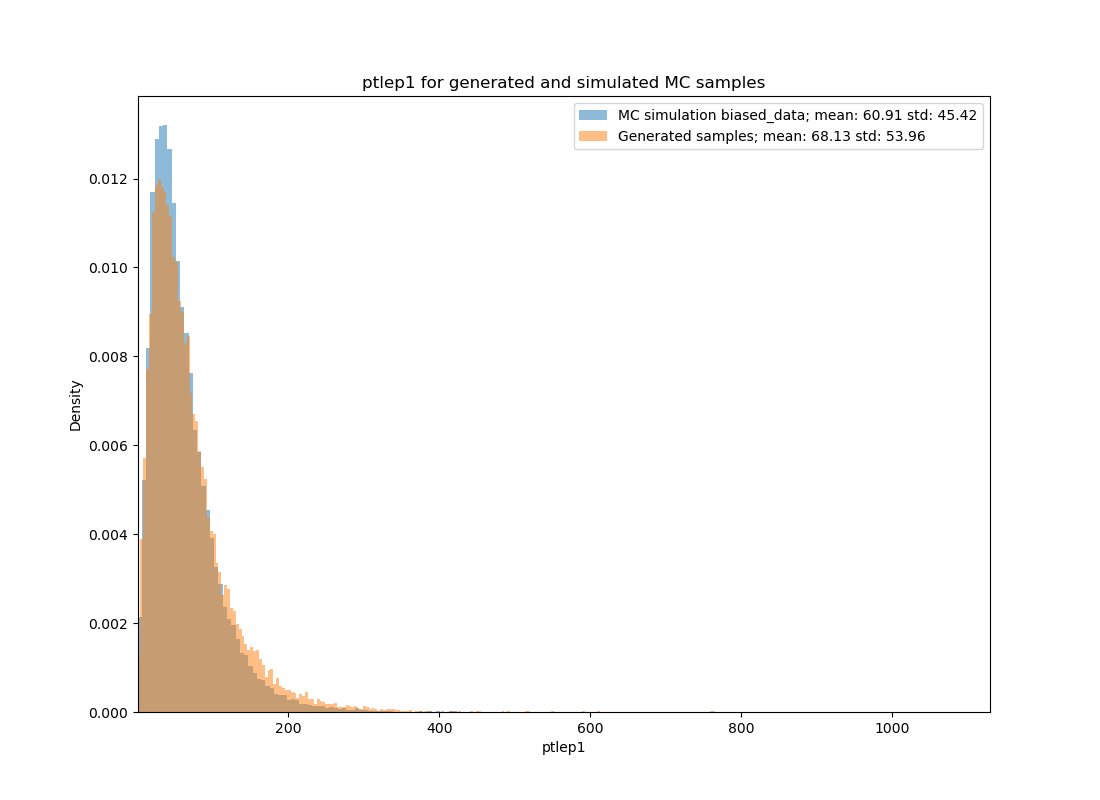 ptlep1 for generated and simulated MC samples
MC simulation biased_data; mean: 60.91 std: 45.42
Generated samples; mean: 68.13 std: 53.96
0.012
0.010
0.008
0.006
0.004
0.002
0.000
Density
200 400 600 800 1000
ptlep1